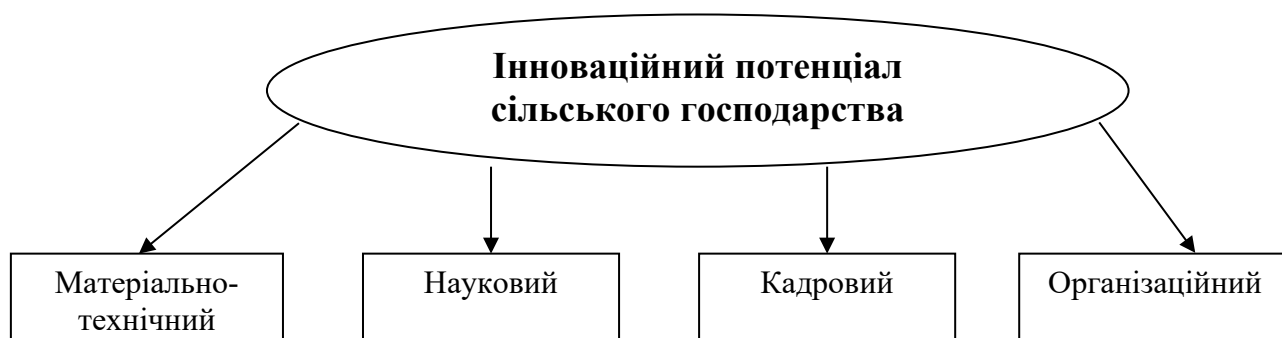 Інноваційний потенціал
сільського господарства
Матеріально-
технічний
Науковий
Кадровий
Організаційний